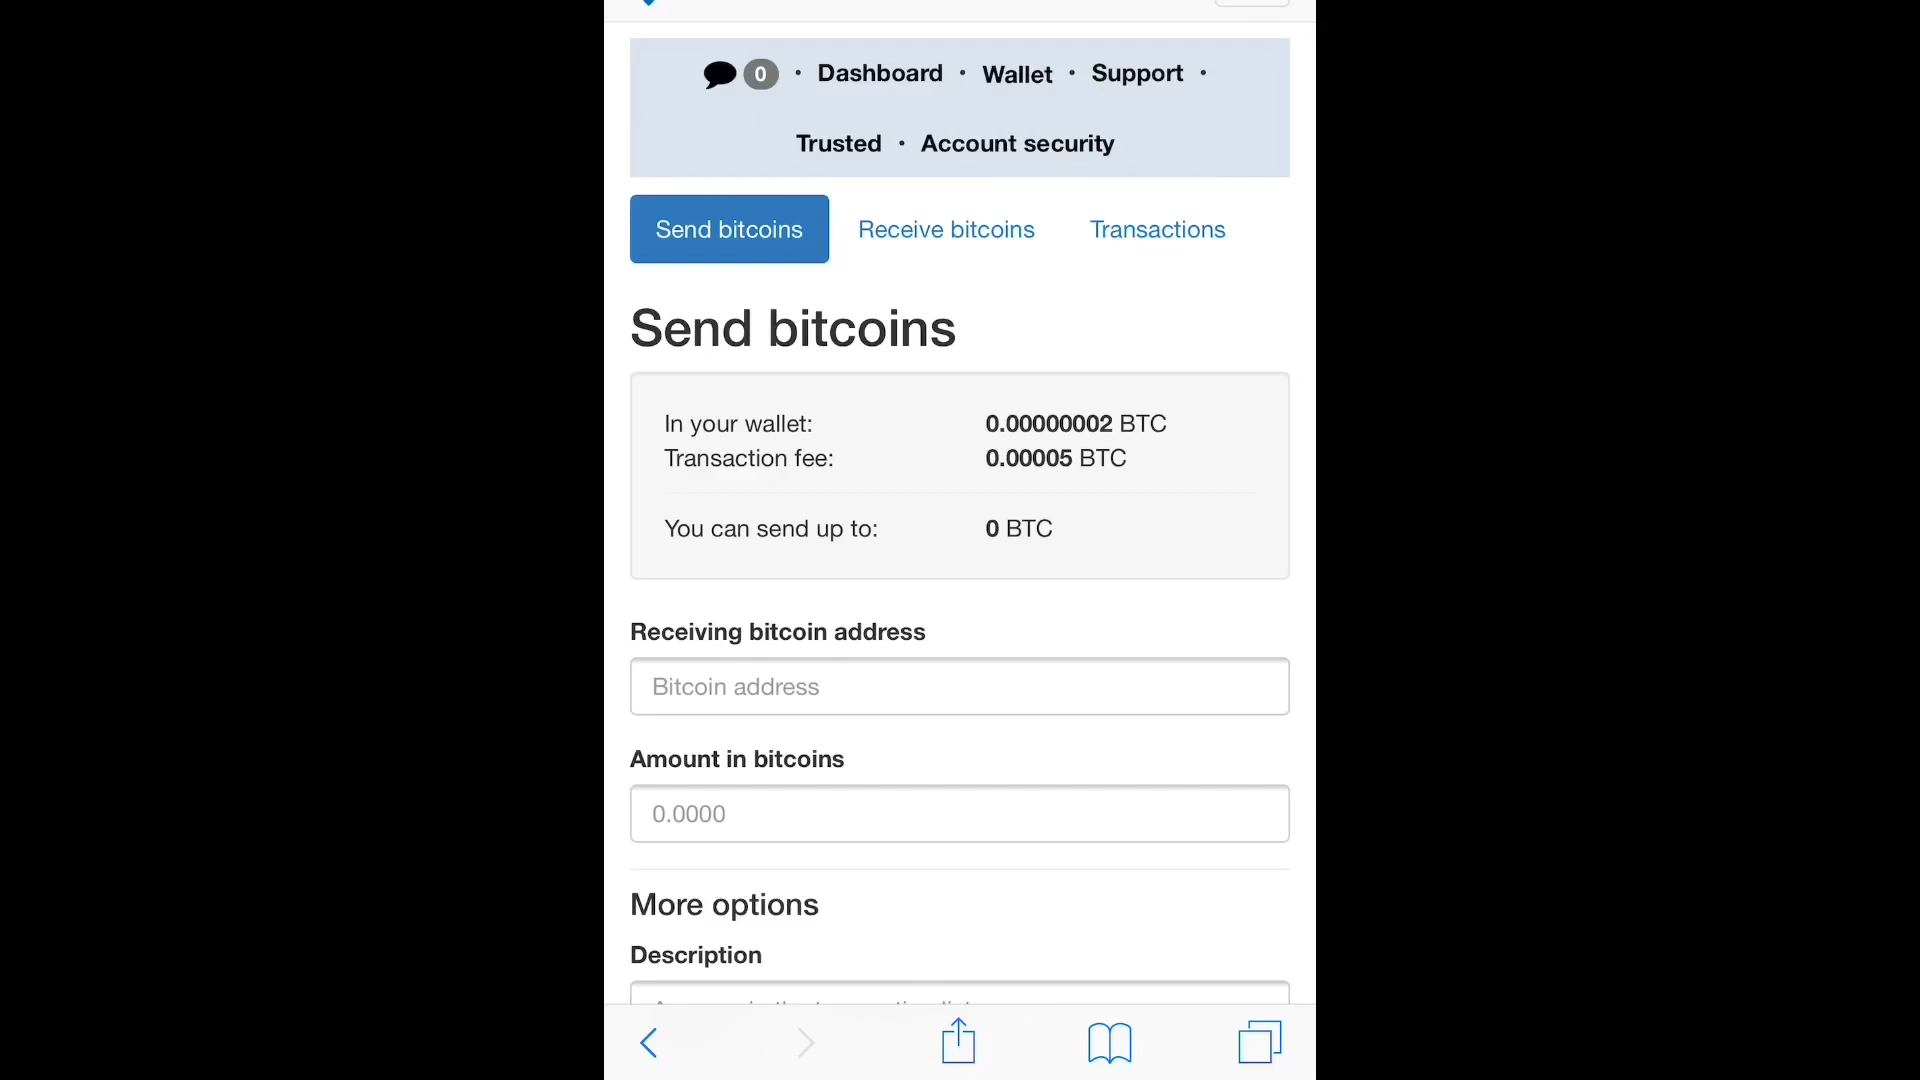 0 · Dashboard · Wallet · Support ·
Trusted · Account security
Send bitcoins Receive bitcoins Transactions
Send bitcoins
In your wallet: 0.00000002 BTC
Transaction fee: 0.00005 BTC
You can send up to: 0 BTC
Receiving bitcoin address
Bitcoin address
Amount in bitcoins
0.0000
More options
Description